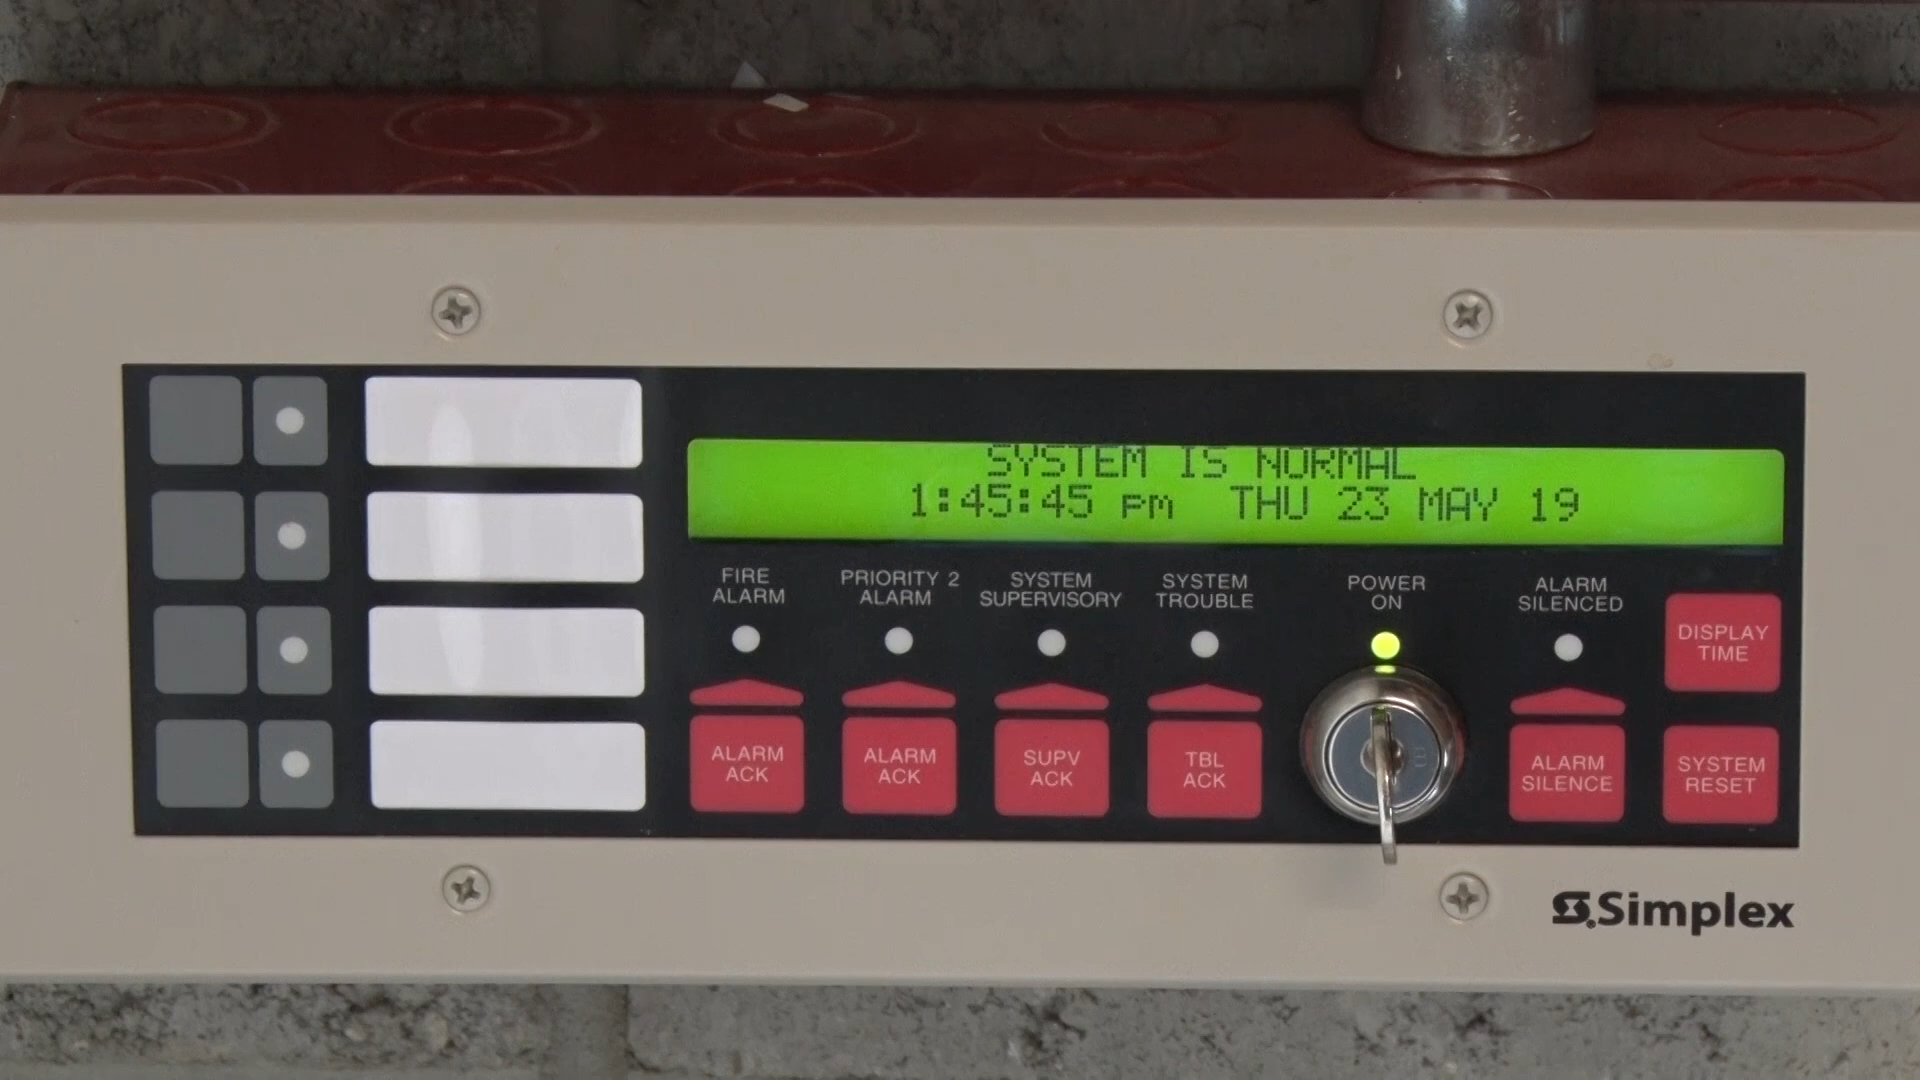 SYSTEM IS NORMAL
1:45:45 pm THU 23 MAY 19
FIRE
ALARM
PRIORITY 2
ALARM
SYSTEM
SUPERVISORY
SYSTEM
TROUBLE
POWER
ON
ALARM
SILENCED
DISPLAY
TIME
ALARM
ACK
ALARM
ACK
SUPV
ACK
TBL
ACK
ALARM
SILENCE
SYSTEM
RESET
Simplex